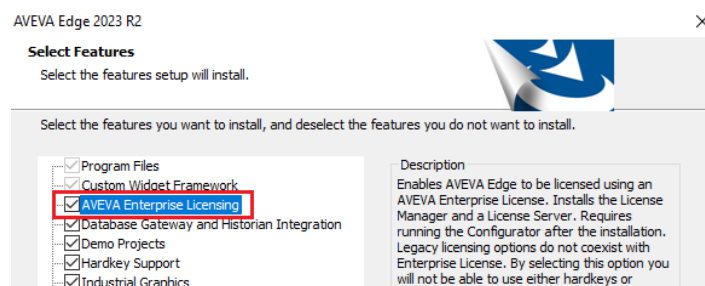 AVEVA Edge 2023 R2
Select Features
Select the features setup will install.
Select the features you want to install, and deselect the features you do not want to install.
Program Files
Custom Widget Framework
AVEVA Enterprise Licensing
Database Gateway and Historian Integration
Demo Projects
Hardkey Support
Industrial Graphics
Description
Enables AVEVA Edge to be licensed using an
AVEVA Enterprise License. Installs the License
Manager and a License Server. Requires
running the Configurator after the installation.
Legacy licensing options do not coexist with
Enterprise License. By selecting this option you
will not be able to use either hardkeys or